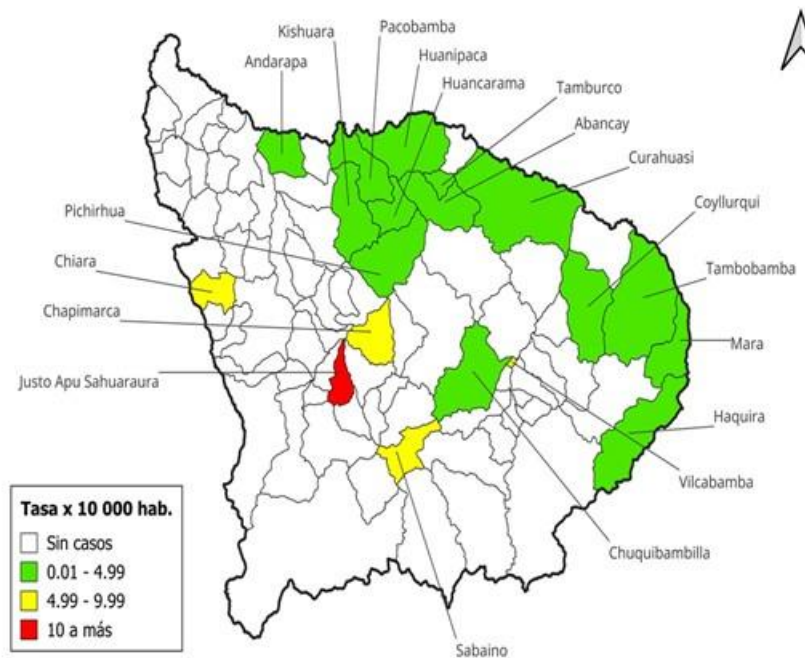 Kishuara
Pacobamba
Andarapa
Huanipaca
Huancarama
Tamburco
Abancay
Curahuasi
Pichirhua
Coyllurqui
Chiara
Tambobamba
Chapimarca
Mara
Justo Apu Sahuaraura
Haquira
Vilcabamba
Chuquibambilla
Sabaino
Tasa x 10 000 hab.
Sin casos
0.01 - 4.99
4.99 - 9.99
10 a más